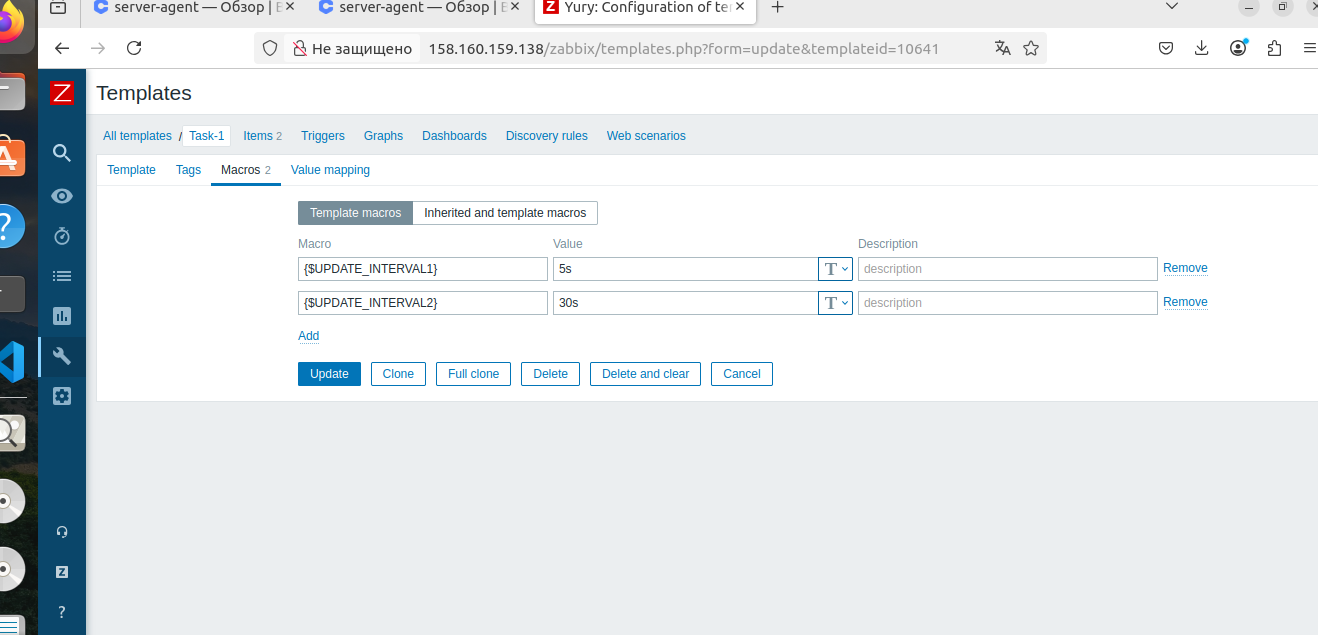 server-agent — Обзор |
server-agent — Обзор |
Z Yury: Configuration of te
Не защищено 158.160.159.138/zabbix/templates.php?form=update&templateid=10641
Z
Templates
All templates / Task-1 Items 2 Triggers Graphs Dashboards Discovery rules Web scenarios
Template Tags Macros 2 Value mapping
Template macros Inherited and template macros
Macro Value Description
{$UPDATE_INTERVAL1} 5s T description Remove
{$UPDATE_INTERVAL2} 30s T description Remove
Add
Update Clone Full clone Delete Delete and clear Cancel
Z
?